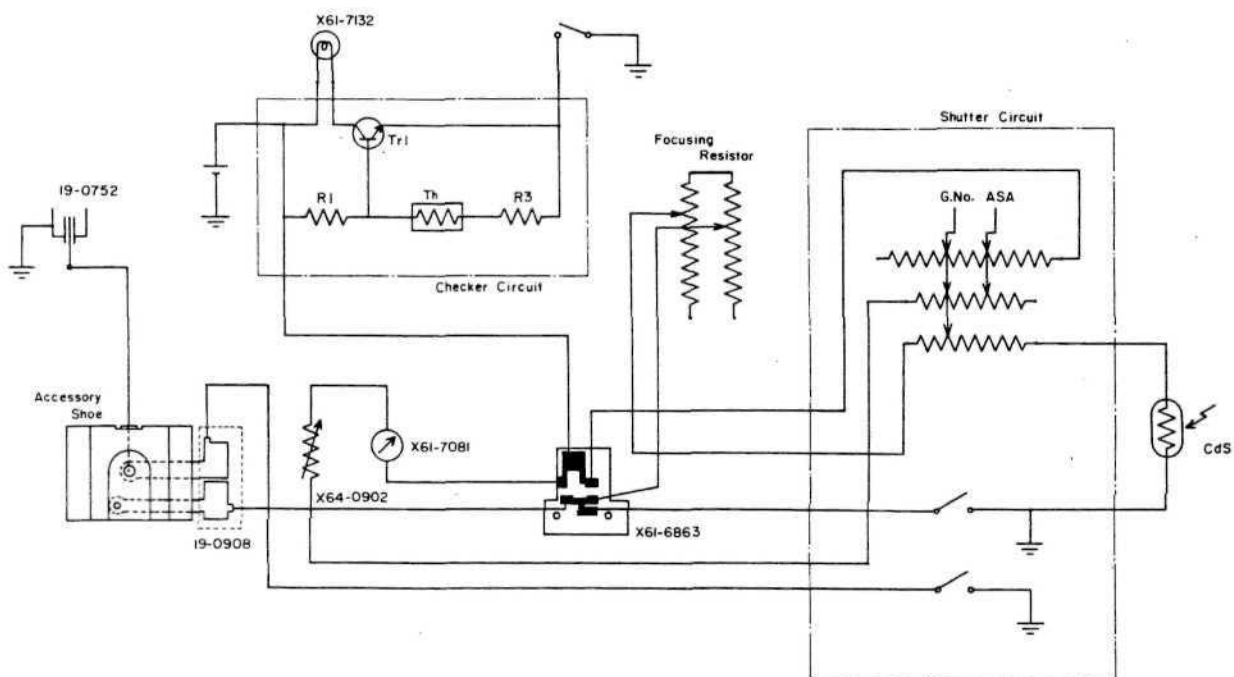 X61-7132
Tr1
R1
Th
R3
Checker Circuit
Focusing
Resistor
Shutter Circuit
G.No. ASA
19-0752
Accessory
Shoe
X61-7081
X64-0902
19-0908
X61-6863
CdS